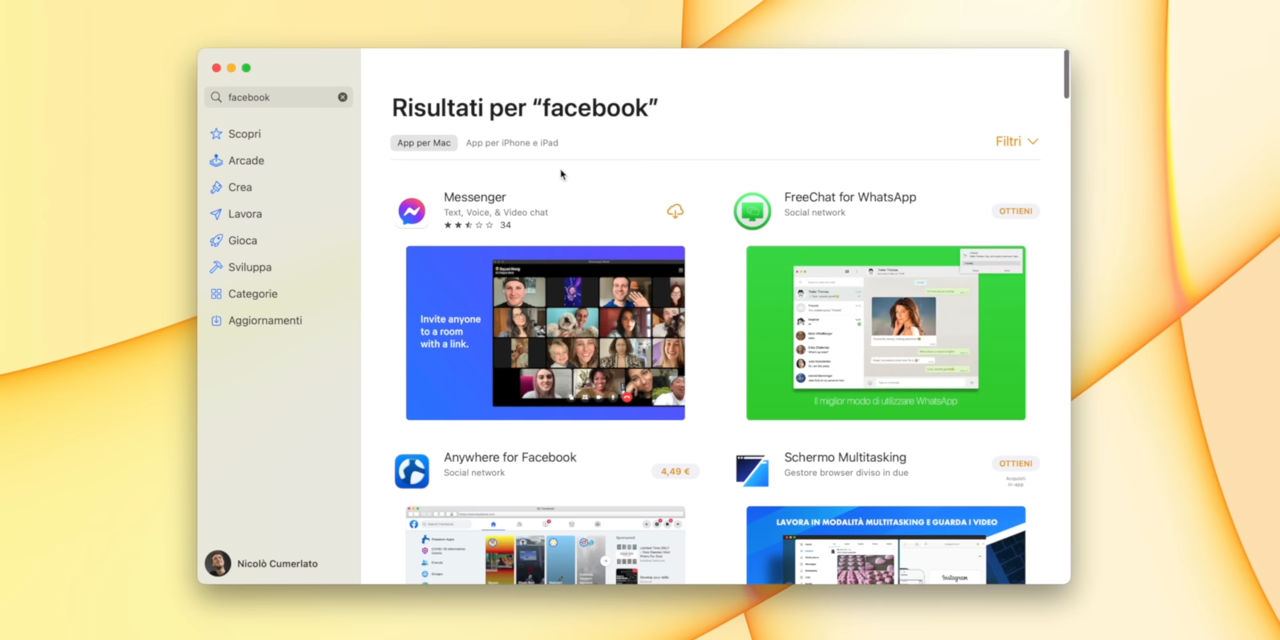 facebook
Scopri
Arcade
Crea
Lavora
Gioca
Sviluppa
Categorie
Aggiornamenti
Nicolò Cumerlato
Risultati per “facebook”
App per Mac
App per iPhone e iPad
Filtri
Messenger
Text, Voice, & Video chat
34
Invite anyone
to a room
with a link.
FreeChat for WhatsApp
Social network
OTTIENI
Il miglior modo di utilizzare WhatsApp
Anywhere for Facebook
Social network
4,49 €
Schermo Multitasking
Gestore browser diviso in due
OTTIENI
Acquisti
in-app
LAVORA IN MODALITÀ MULTITASKING E GUARDA I VIDEO
Instagram